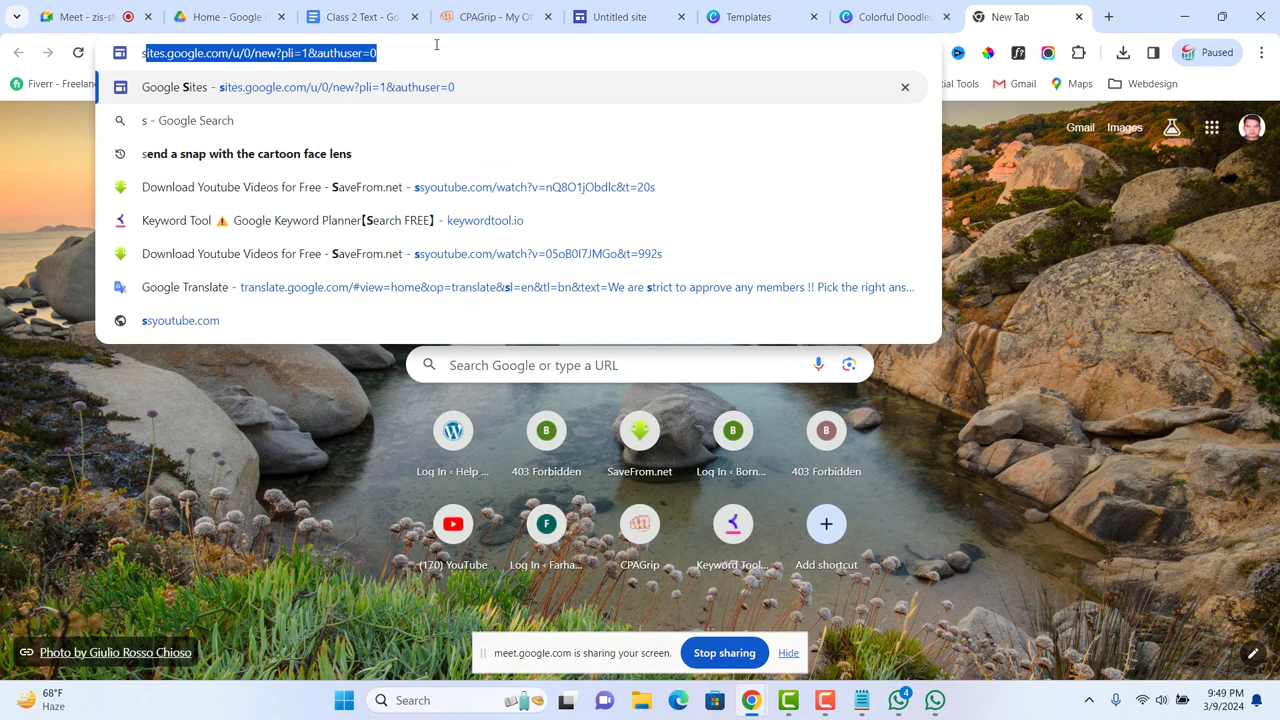 Meet - zis-sf
Home - Google
Class 2 Text - Go
CPAGrip - My Of
Untitled site
Templates
Colorful Doodles
New Tab
sites.google.com/u/0/new?pli=1&authuser=0
Paused
Fiverr - Freelan
ial Tools
Gmail
Maps
Webdesign
Google Sites - sites.google.com/u/0/new?pli=1&authuser=0
s - Google Search
send a snap with the cartoon face lens
Download Youtube Videos for Free - SaveFrom.net - ssyoutube.com/watch?v=nQ8O1jObdlc&t=20s
Keyword Tool ⚠️ Google Keyword Planner【Search FREE】 - keywordtool.io
Download Youtube Videos for Free - SaveFrom.net - ssyoutube.com/watch?v=05oB0I7JMGo&t=992s
Google Translate - translate.google.com/#view=home&op=translate&sl=en&tl=bn&text=We are strict to approve any members !! Pick the right ans...
ssyoutube.com
Gmail
Images
Search Google or type a URL
Log In ‹ Help ...
403 Forbidden
SaveFrom.net
Log In ‹ Born...
403 Forbidden
(170) YouTube
Log In ‹ Farha...
CPAGrip
Keyword Tool...
Add shortcut
Photo by Giulio Rosso Chioso
meet.google.com is sharing your screen.
Stop sharing
Hide
68°F
Haze
Search
4
9:49 PM
3/9/2024